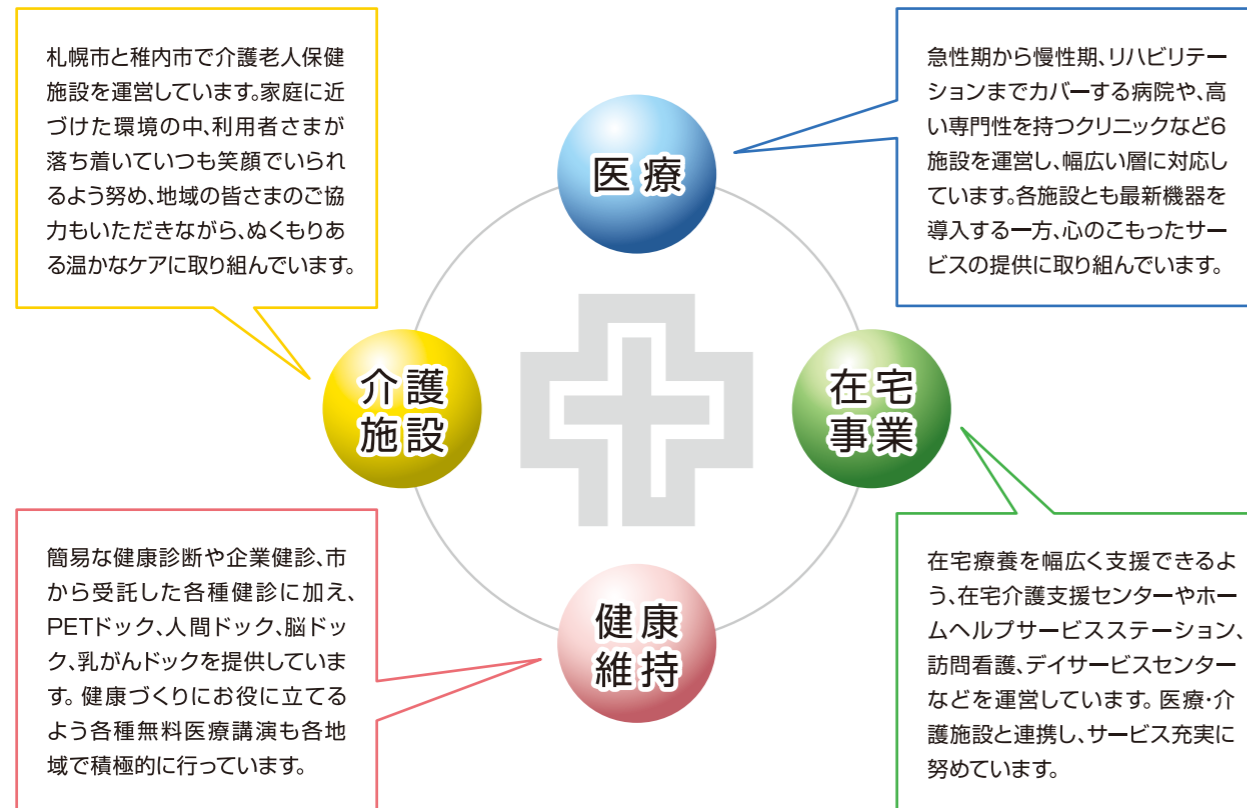 札幌市と稚内市で介護老人保健
施設を運営しています。家庭に近
づけた環境の中、利用者さまが
落ち着いていつも笑顔でいられ
るよう努め、地域の皆さまのご協
力もいただきながら、ぬくもりあ
る温かなケアに取り組んでいます。
急性期から慢性期、リハビリテー
ションまでカバーする病院や、高
い専門性を持つクリニックなど6
施設を運営し、幅広い層に対応し
ています。各施設とも最新機器を
導入する一方、心のこもったサー
ビスの提供に取り組んでいます。
医療
介護
施設
在宅
事業
健康
維持
簡易な健康診断や企業健診、市
から受託した各種健診に加え、
PETドック、人間ドック、脳ドッ
ク、乳がんドックを提供していま
す。健康づくりにお役に立てる
よう各種無料医療講演も各地
域で積極的に行っています。
在宅療養を幅広く支援できるよ
う、在宅介護支援センターやホー
ムヘルプサービスステーション、
訪問看護、デイサービスセンター
などを運営しています。医療・介
護施設と連携し、サービス充実に
努めています。